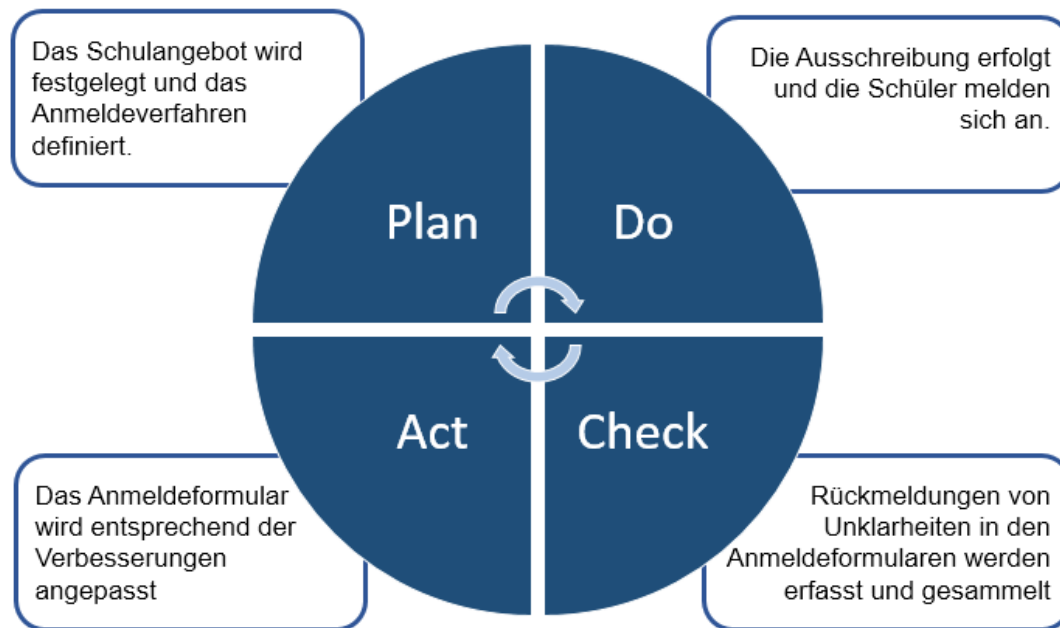 Das Schulangebot wird
festgelegt und das
Anmeldeverfahren
definiert.
Die Ausschreibung erfolgt
und die Schüler melden
sich an.
Plan
Do
Act
Check
Das Anmeldeformular
wird entsprechend der
Verbesserungen
angepasst
Rückmeldungen von
Unklarheiten in den
Anmeldeformularen werden
erfasst und gesammelt